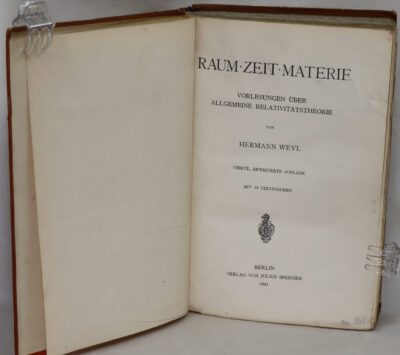 RAUM·ZEIT·MATERIE
VORLESUNGEN ÜBER
ALLGEMEINE RELATIVITÄTSTHEORIE
VON
HERMANN WEYL
VIERTE, ERWEITERTE AUFLAGE
MIT 15 TEXTFIGUREN
BERLIN
VERLAG VON JULIUS SPRINGER
1921